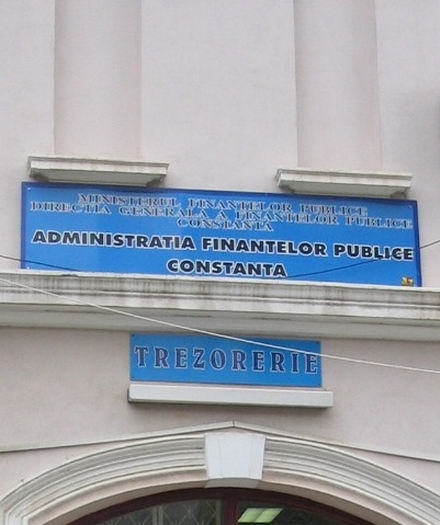 MINISTERUL FINANTELOR PUBLICE
DIRECTIA GENERALA A FINANTELOR PUBLICE
CONSTANTA
ADMINISTRATIA FINANTELOR PUBLICE
CONSTANTA
TREZORERIE